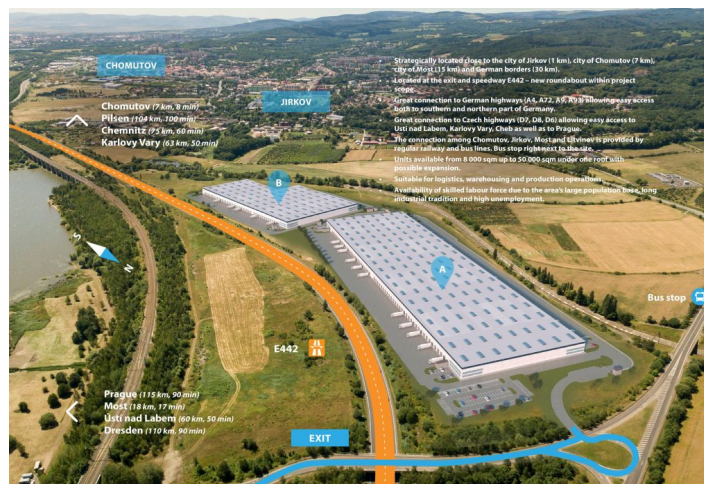 CHOMUTOV
JIRKOV
Chomutov (7 km, 8 min)
Pilsen (104 km, 100 min)
Chemnitz (75 km, 60 min)
Karlovy Vary (63 km, 50 min)
Strategically located close to the city of Jirkov (1 km), city of Chomutov (7 km),
city of Most (15 km) and German borders (30 km).
Located at the exit and speedway E442 – new roundabout within project
scope.
Great connection to German highways (A4, A72, A9, A93) allowing easy access
both to southern and northern part of Germany.
Great connection to Czech highways (D7, D8, D6) allowing easy access to
Usti nad Labem, Karlovy Vary, Cheb as well as to Prague.
The connection among Chomutov, Jirkov, Most and Litvinov is provided by
regular railway and bus lines. Bus stop right next to the site.
Units available from 8 000 sqm up to 50 000 sqm under one roof with
possible expansion.
Suitable for logistics, warehousing and production operations.
Availability of skilled labour force due to the area's large population base, long
industrial tradition and high unemployment.
B
A
S
N
Bus stop
E442
Prague (115 km, 90 min)
Most (18 km, 17 min)
Ústí nad Labem (60 km, 50 min)
Dresden (110 km, 90 min)
EXIT